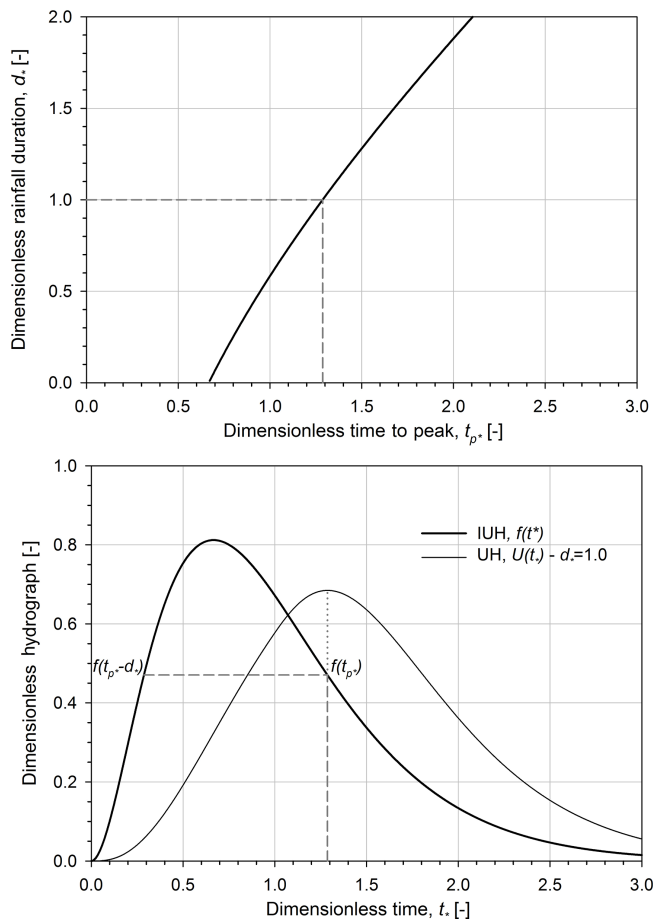 2.0
1.5
1.0
0.5
0.0
Dimensionless rainfall duration, d* [-]
0.0 0.5 1.0 1.5 2.0 2.5 3.0
Dimensionless time to peak, tp* [-]
1.0
0.8
0.6
0.4
0.2
0.0
Dimensionless hydrograph [-]
IUH, f(t*)
UH, U(t*) - d*=1.0
f(tp*-d*)
f(tp*)
0.0 0.5 1.0 1.5 2.0 2.5 3.0
Dimensionless time, t* [-]